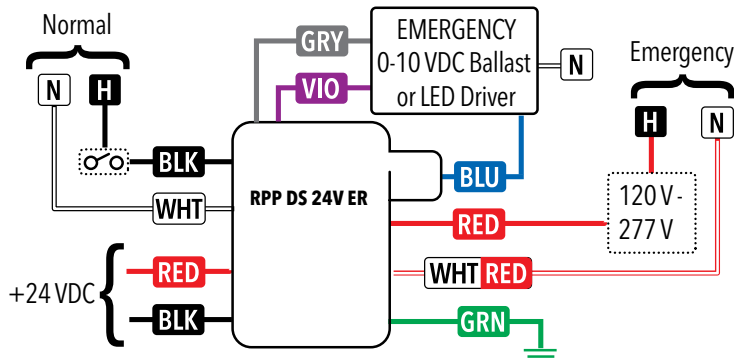 Normal
N
H
BLK
WHT
+24 VDC
RED
BLK
GRY
VIO
RPP DS 24V ER
EMERGENCY
0-10 VDC Ballast
or LED Driver
N
BLU
RED
WHT RED
GRN
Emergency
H
N
120 V -
277 V